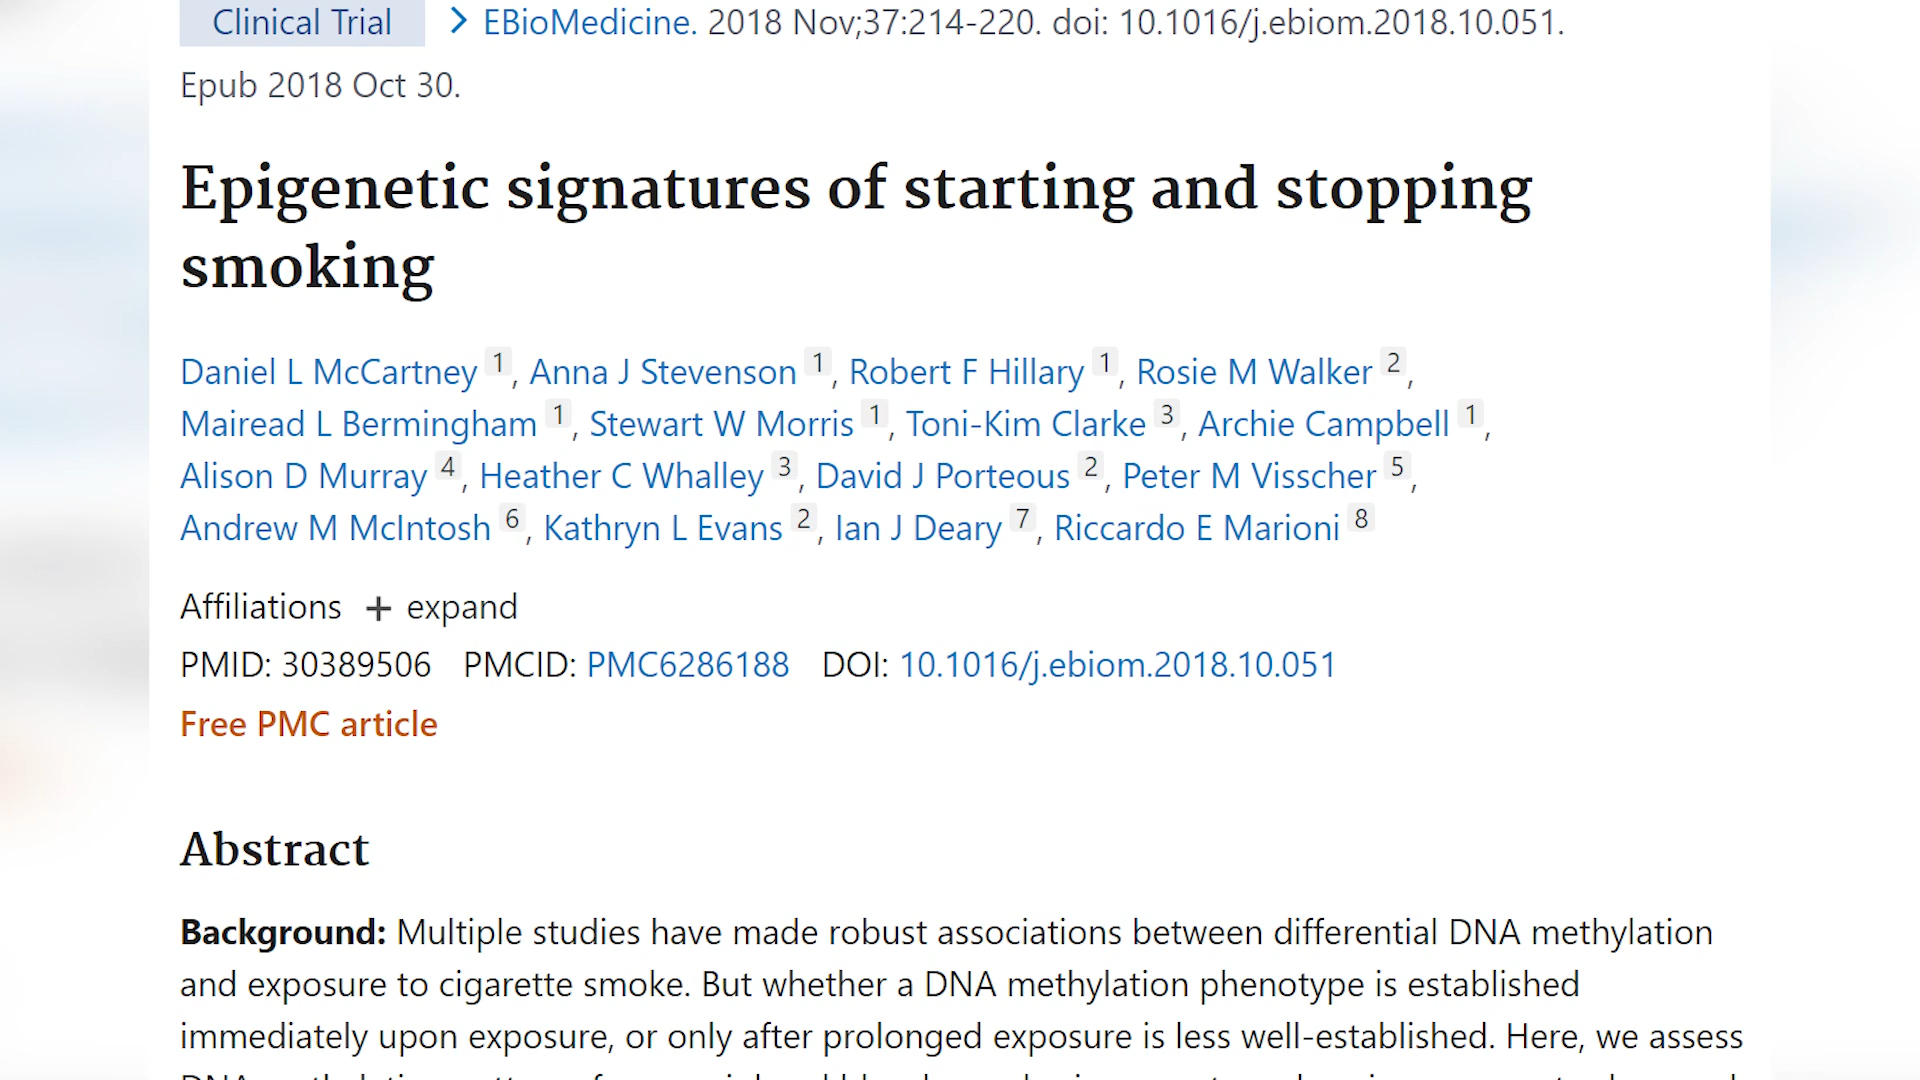 Clinical Trial > EBioMedicine. 2018 Nov;37:214-220. doi: 10.1016/j.ebiom.2018.10.051.
Epub 2018 Oct 30.
Epigenetic signatures of starting and stopping
smoking
Daniel L McCartney 1, Anna J Stevenson 1, Robert F Hillary 1, Rosie M Walker 2,
Mairead L Bermingham 1, Stewart W Morris 1, Toni-Kim Clarke 3, Archie Campbell 1,
Alison D Murray 4, Heather C Whalley 3, David J Porteous 2, Peter M Visscher 5,
Andrew M McIntosh 6, Kathryn L Evans 2, Ian J Deary 7, Riccardo E Marioni 8
Affiliations + expand
PMID: 30389506 PMCID: PMC6286188 DOI: 10.1016/j.ebiom.2018.10.051
Free PMC article
Abstract
Background: Multiple studies have made robust associations between differential DNA methylation
and exposure to cigarette smoke. But whether a DNA methylation phenotype is established
immediately upon exposure, or only after prolonged exposure is less well-established. Here, we assess